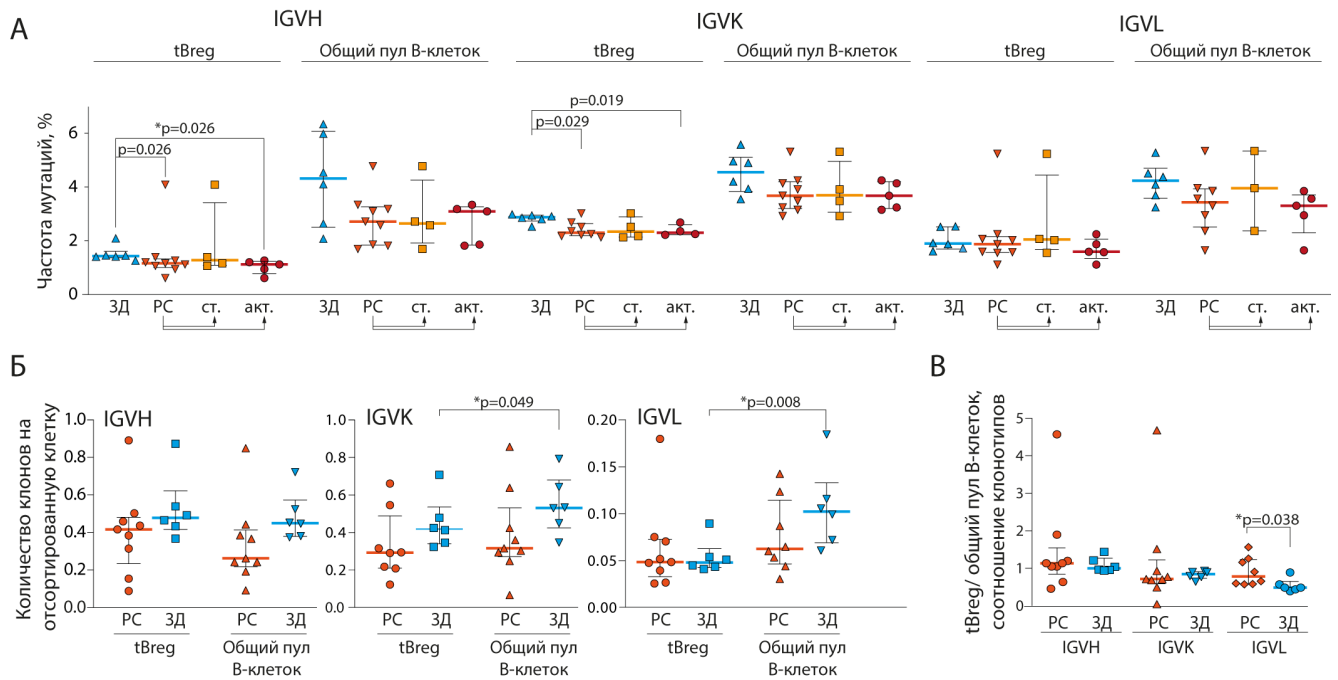 А
IGVH
IGVK
IGVL
tBreg
Общий пул В-клеток
tBreg
Общий пул В-клеток
tBreg
Общий пул В-клеток
Частота мутаций, %
6
4
2
0
*p=0.026
p=0.026
p=0.019
p=0.029
ЗД РС ст. акт.
ЗД РС ст. акт.
ЗД РС ст. акт.
ЗД РС ст. акт.
ЗД РС ст. акт.
ЗД РС ст. акт.
Б
Количество клонов на
отсортированную клетку
IGVH
1.0
0.8
0.6
0.4
0.2
0.0
РС ЗД РС ЗД
tBreg
Общий пул
В-клеток
IGVK
*p=0.049
1.0
0.8
0.6
0.4
0.2
0.0
РС ЗД РС ЗД
tBreg
Общий пул
В-клеток
IGVL
*p=0.008
0.20
0.15
0.10
0.05
0.00
РС ЗД РС ЗД
tBreg
Общий пул
В-клеток
В
tBreg/ общий пул В-клеток,
соотношение клонотипов
5
4
3
2
1
0
*p=0.038
РС ЗД РС ЗД РС ЗД
IGVH IGVK IGVL